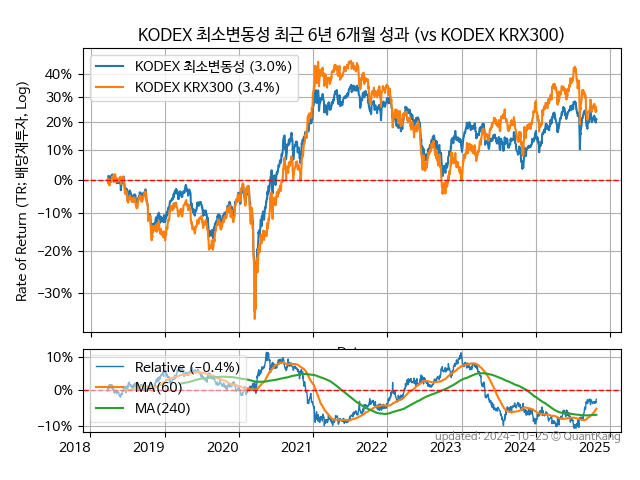 KODEX 최소변동성 최근 6년 6개월 성과 (vs KODEX KRX300)
KODEX 최소변동성 (3.0%)
KODEX KRX300 (3.4%)
Rate of Return (TR: 배당재투자, Log)
40%
30%
20%
10%
0%
−10%
−20%
−30%
Relative (−0.4%)
MA(60)
MA(240)
10%
0%
−10%
updated: 2024-10-25 © QuantKang
2018 2019 2020 2021 2022 2023 2024 2025